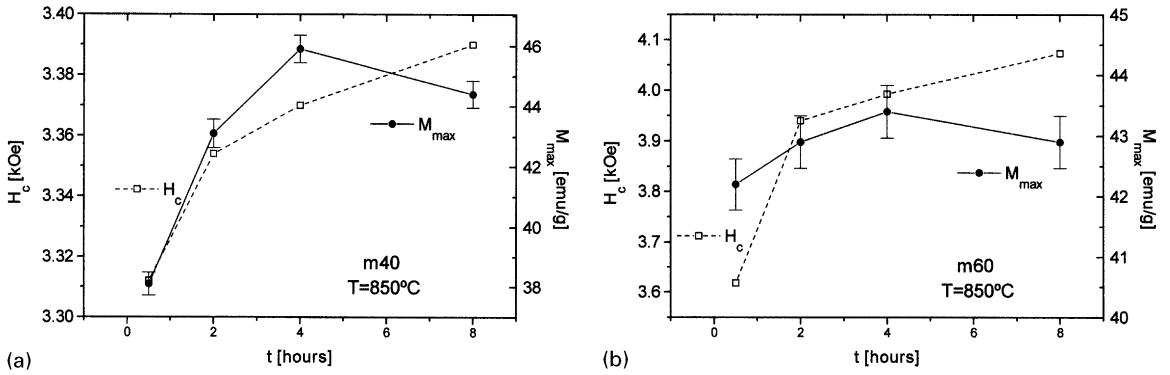 3.40
3.38
3.36
3.34
3.31
3.30
H_c [kOe]
0
2
4
6
8
t [hours]
46
44
42
40
38
M_max [emu/g]
M_max
H_c
m40
T=850ºC
(a)
4.1
4.0
3.9
3.8
3.7
3.6
H_c [kOe]
0
2
4
6
8
t [hours]
45
44
43
42
41
40
M_max [emu/g]
M_max
H_c
m60
T=850ºC
(b)